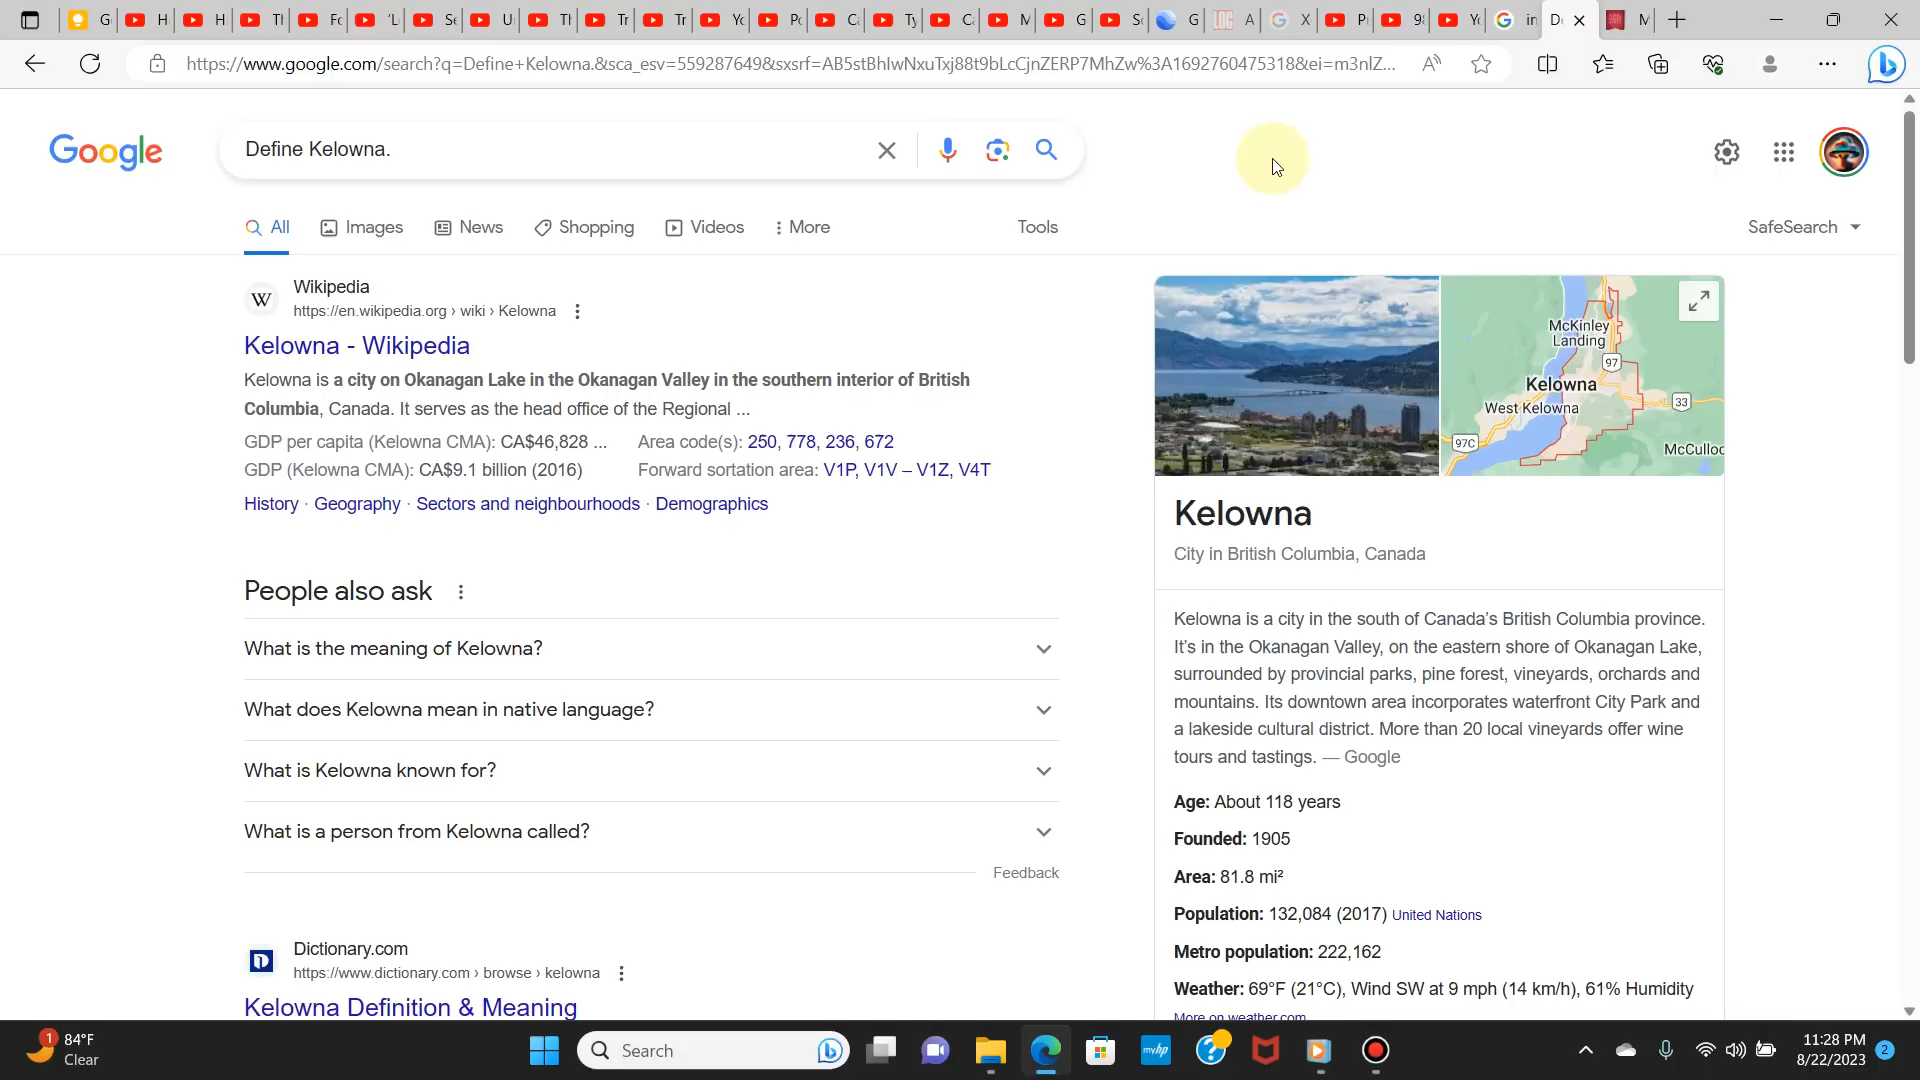 https://www.google.com/search?q=Define+Kelowna.&sca_esv=559287649&sxsrf=AB5stBhIwNxuTxj88t9bLcCjnZERP7MhZw%3A1692760475318&ei=m3nlZ...
Google
Define Kelowna.
All
Images
News
Shopping
Videos
More
Tools
SafeSearch
Wikipedia
https://en.wikipedia.org › wiki › Kelowna
Kelowna - Wikipedia
Kelowna is a city on Okanagan Lake in the Okanagan Valley in the southern interior of British
Columbia, Canada. It serves as the head office of the Regional ...
GDP per capita (Kelowna CMA): CA$46,828 ... Area code(s): 250, 778, 236, 672
GDP (Kelowna CMA): CA$9.1 billion (2016) Forward sortation area: V1P, V1V – V1Z, V4T
History · Geography · Sectors and neighbourhoods · Demographics
People also ask
What is the meaning of Kelowna?
What does Kelowna mean in native language?
What is Kelowna known for?
What is a person from Kelowna called?
Feedback
Dictionary.com
https://www.dictionary.com › browse › kelowna
Kelowna Definition & Meaning
McKinley
Landing
97
Kelowna
West Kelowna
33
97C
McCulloc
Kelowna
City in British Columbia, Canada
Kelowna is a city in the south of Canada's British Columbia province.
It's in the Okanagan Valley, on the eastern shore of Okanagan Lake,
surrounded by provincial parks, pine forest, vineyards, orchards and
mountains. Its downtown area incorporates waterfront City Park and
a lakeside cultural district. More than 20 local vineyards offer wine
tours and tastings. — Google
Age: About 118 years
Founded: 1905
Area: 81.8 mi²
Population: 132,084 (2017) United Nations
Metro population: 222,162
Weather: 69°F (21°C), Wind SW at 9 mph (14 km/h), 61% Humidity
More on weather.com
1
84°F
Clear
Search
myhp
11:28 PM
8/22/2023
2